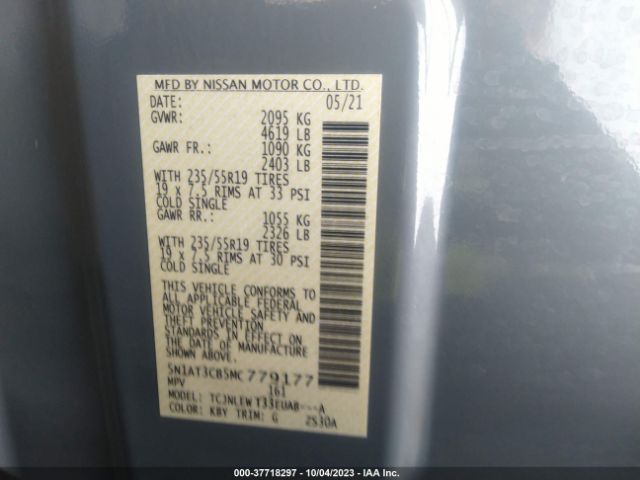 MFD BY NISSAN MOTOR CO., LTD.
DATE: 05/21
GVWR: 2095 KG
4619 LB
GAWR FR.: 1090 KG
2403 LB
WITH 235/55R19 TIRES
19 x 7.5 RIMS AT 33 PSI
COLD SINGLE
GAWR RR.: 1055 KG
2326 LB
WITH 235/55R19 TIRES
19 x 7.5 RIMS AT 30 PSI
COLD SINGLE
THIS VEHICLE CONFORMS TO
ALL APPLICABLE FEDERAL
MOTOR VEHICLE SAFETY AND
THEFT PREVENTION
STANDARDS IN EFFECT ON
THE DATE OF MANUFACTURE
SHOWN ABOVE.
5N1AT3CB5MC779177
MPV 161
MODEL: TCJNLEWT33EUAB---A
COLOR: KBY TRIM: G 2530A
000-37718297 - 10/04/2023 - IAA Inc.